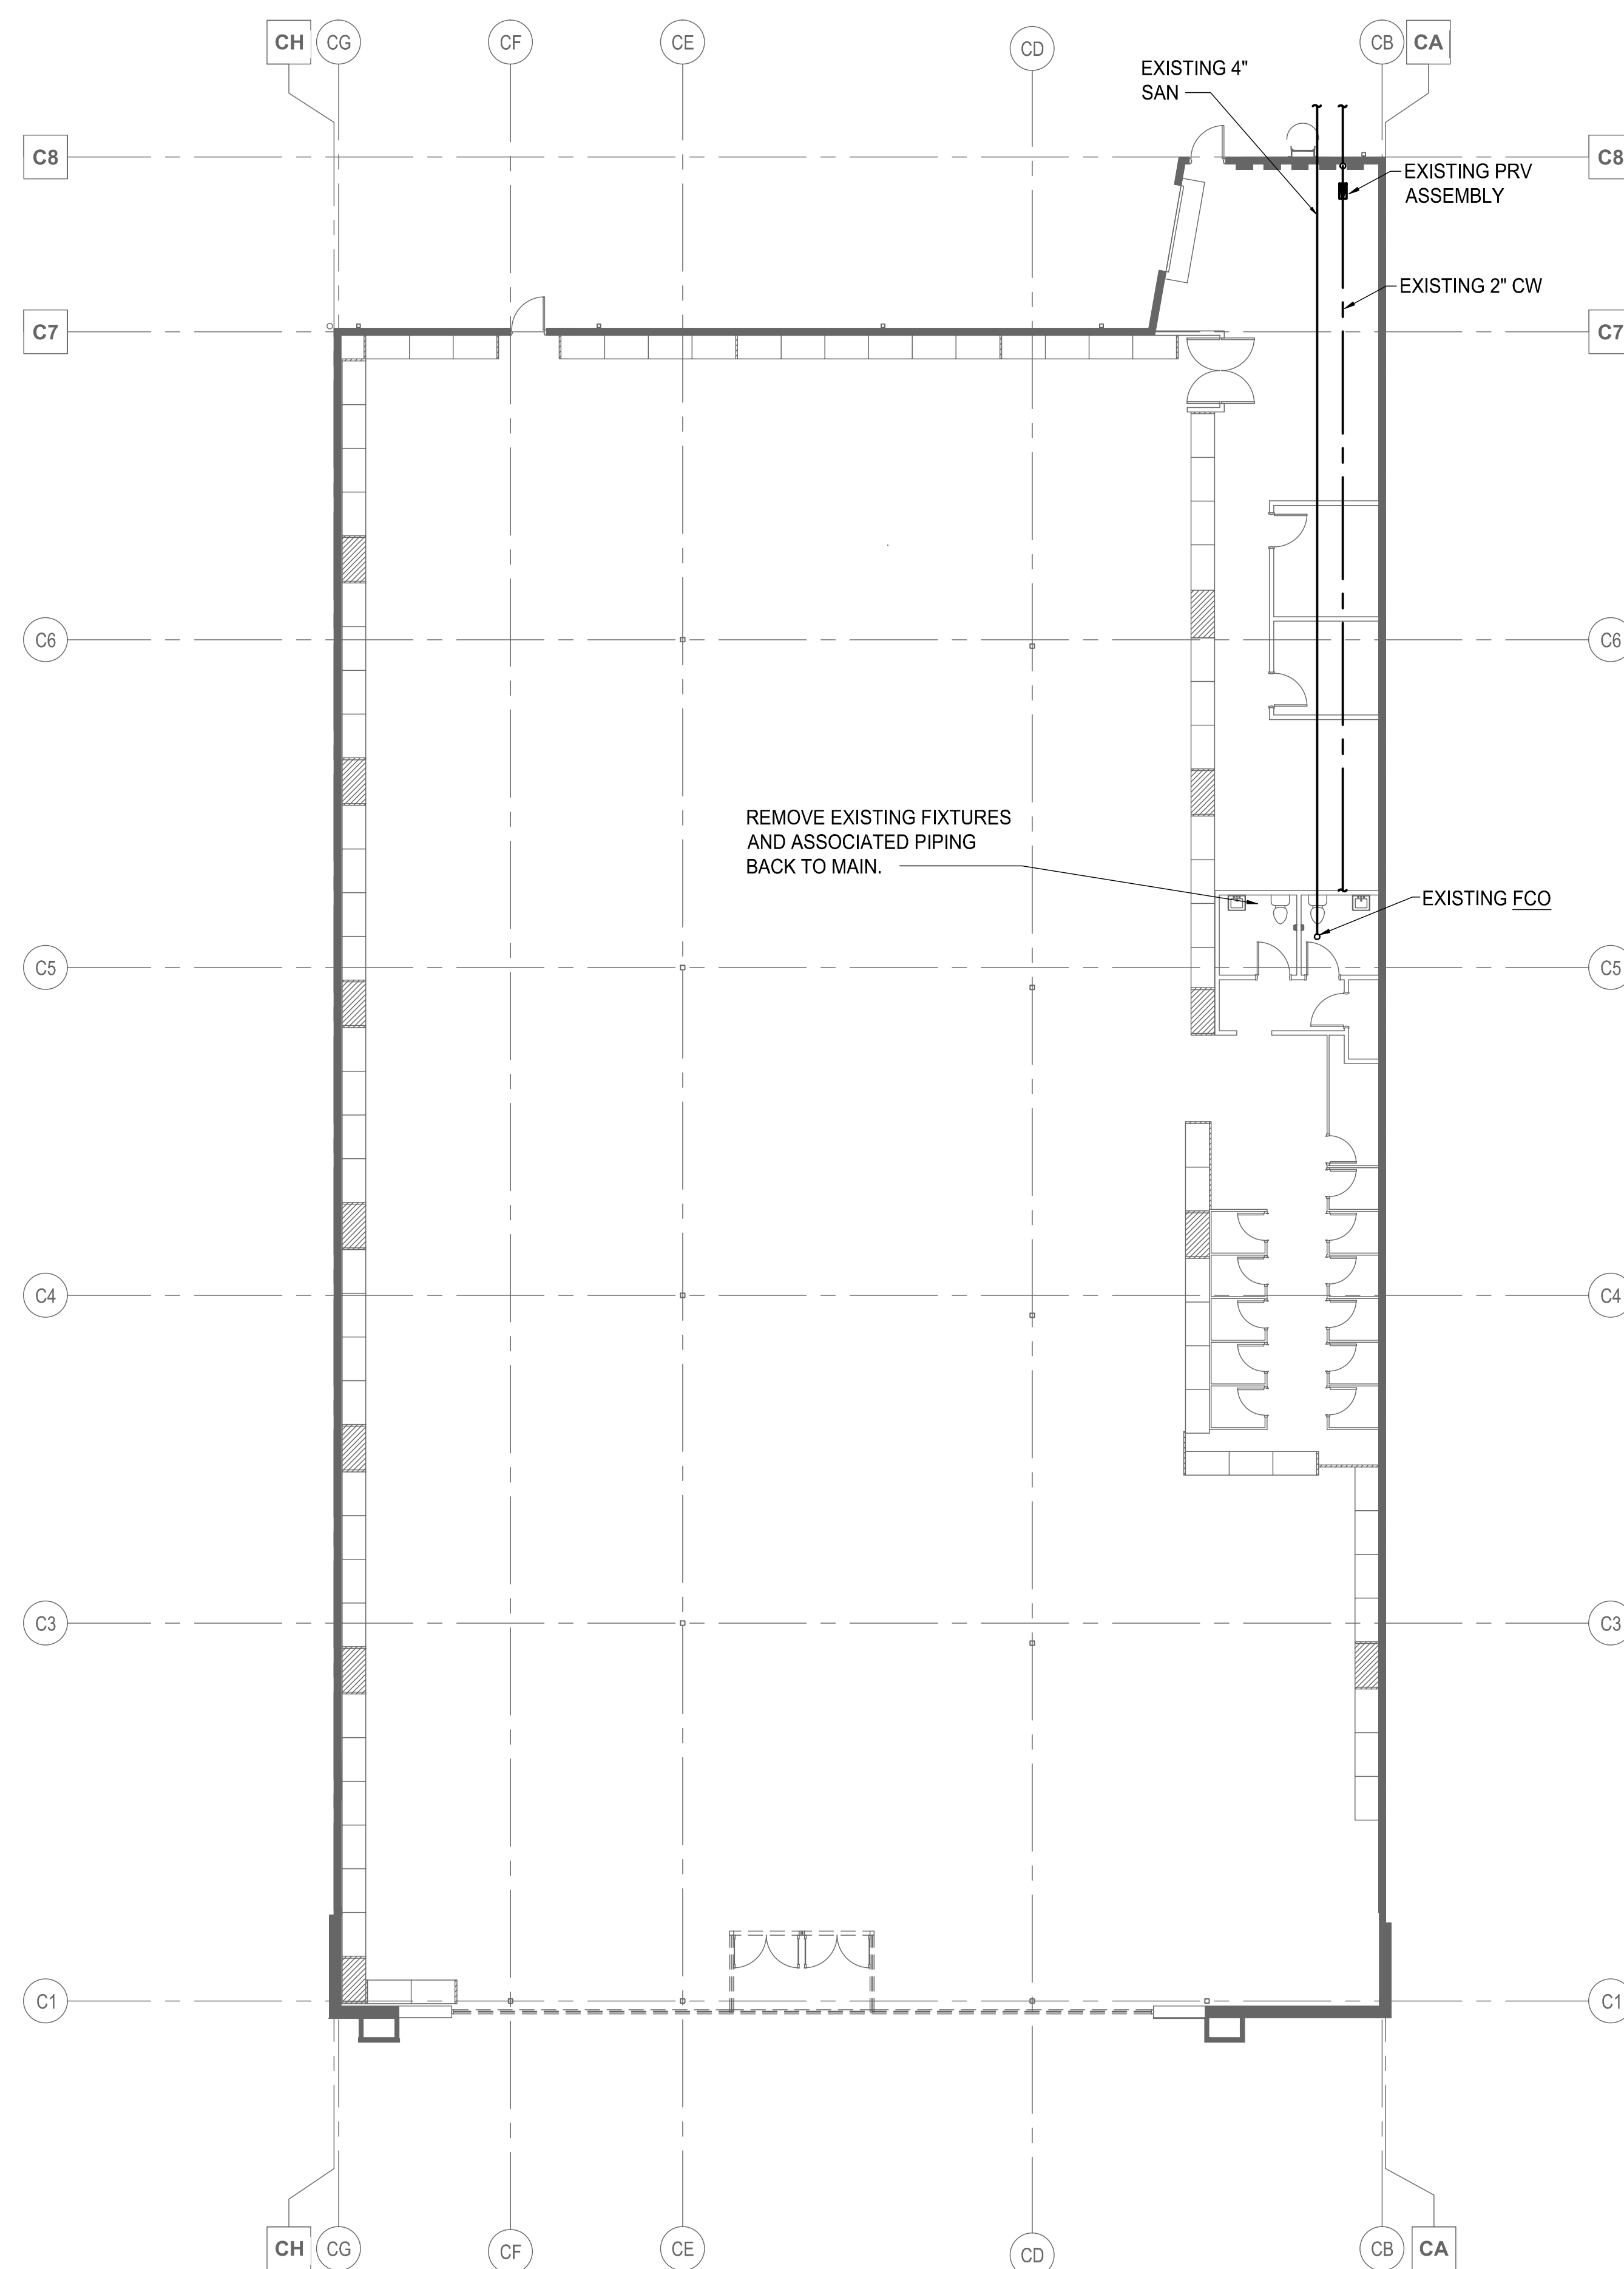 CH
CG
CF
CE
CD
CB
CA
EXISTING 4"
SAN
C8
C8
EXISTING PRV
ASSEMBLY
EXISTING 2" CW
C7
C7
C6
C6
REMOVE EXISTING FIXTURES
AND ASSOCIATED PIPING
BACK TO MAIN.
EXISTING FCO
C5
C5
C4
C4
C3
C3
C1
C1
CH
CG
CF
CE
CD
CB
CA